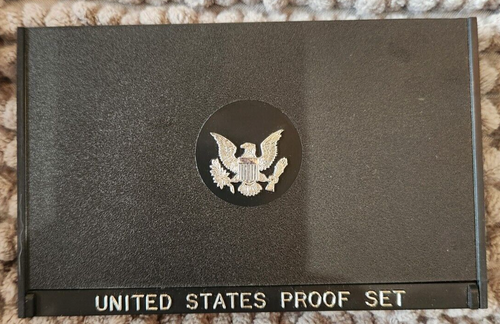 UNITED STATES PROOF SET